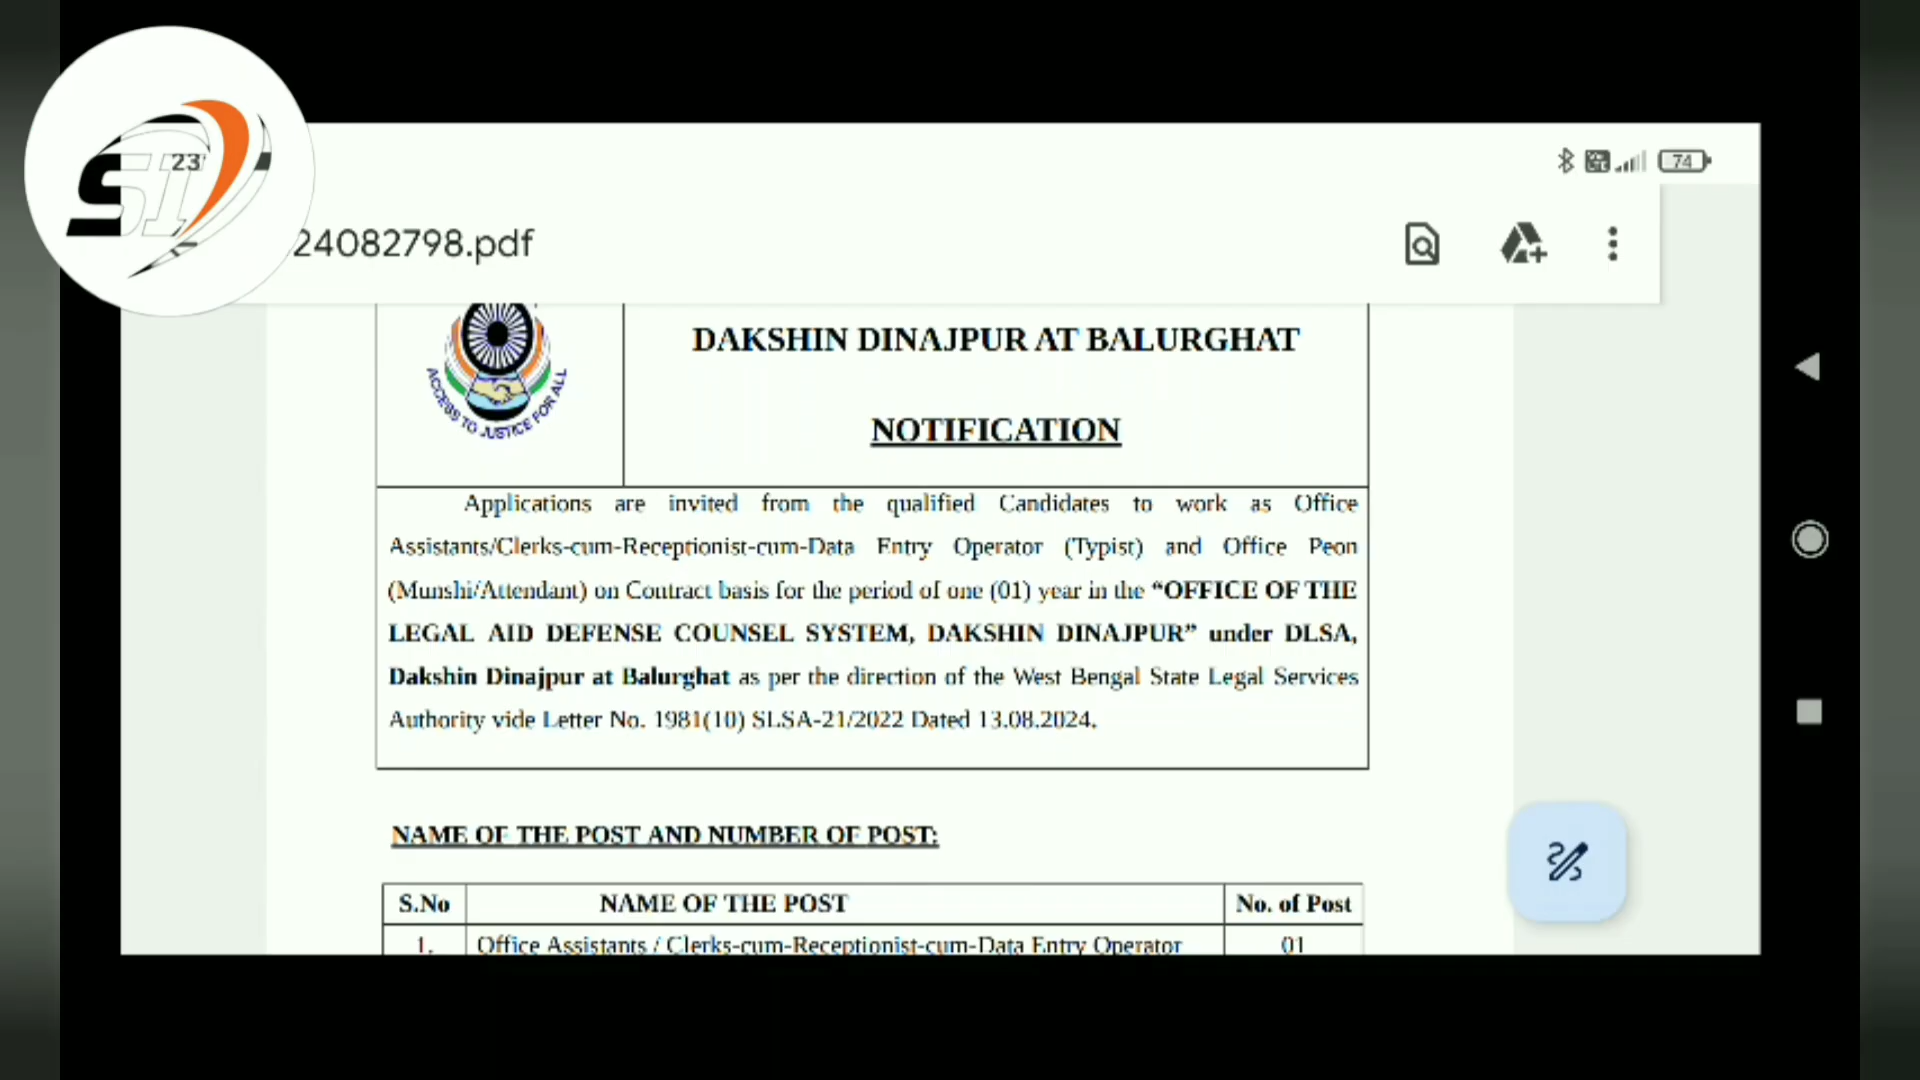 SI
23
74
24082798.pdf
ACCESS TO JUSTICE FOR ALL
DAKSHIN DINAJPUR AT BALURGHAT
NOTIFICATION
Applications are invited from the qualified Candidates to work as Office
Assistants/Clerks-cum-Receptionist-cum-Data Entry Operator (Typist) and Office Peon
(Munshi/Attendant) on Contract basis for the period of one (01) year in the “OFFICE OF THE
LEGAL AID DEFENSE COUNSEL SYSTEM, DAKSHIN DINAJPUR” under DLSA,
Dakshin Dinajpur at Balurghat as per the direction of the West Bengal State Legal Services
Authority vide Letter No. 1981(10) SLSA-21/2022 Dated 13.08.2024.
NAME OF THE POST AND NUMBER OF POST:
S.No NAME OF THE POST No. of Post
1. Office Assistants / Clerks-cum-Receptionist-cum-Data Entry Operator 01